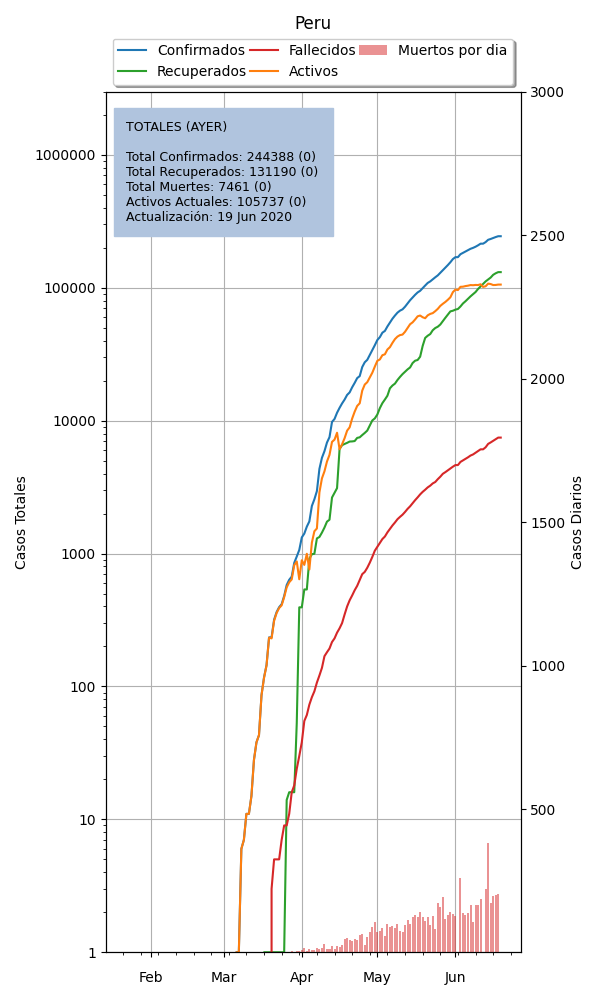 Peru
Confirmados Fallecidos Muertos por dia
Recuperados Activos
TOTALES (AYER)
Total Confirmados: 244388 (0)
Total Recuperados: 131190 (0)
Total Muertes: 7461 (0)
Activos Actuales: 105737 (0)
Actualización: 19 Jun 2020
Casos Totales
1000000
100000
10000
1000
100
10
1
Casos Diarios
3000
2500
2000
1500
1000
500
Feb Mar Apr May Jun